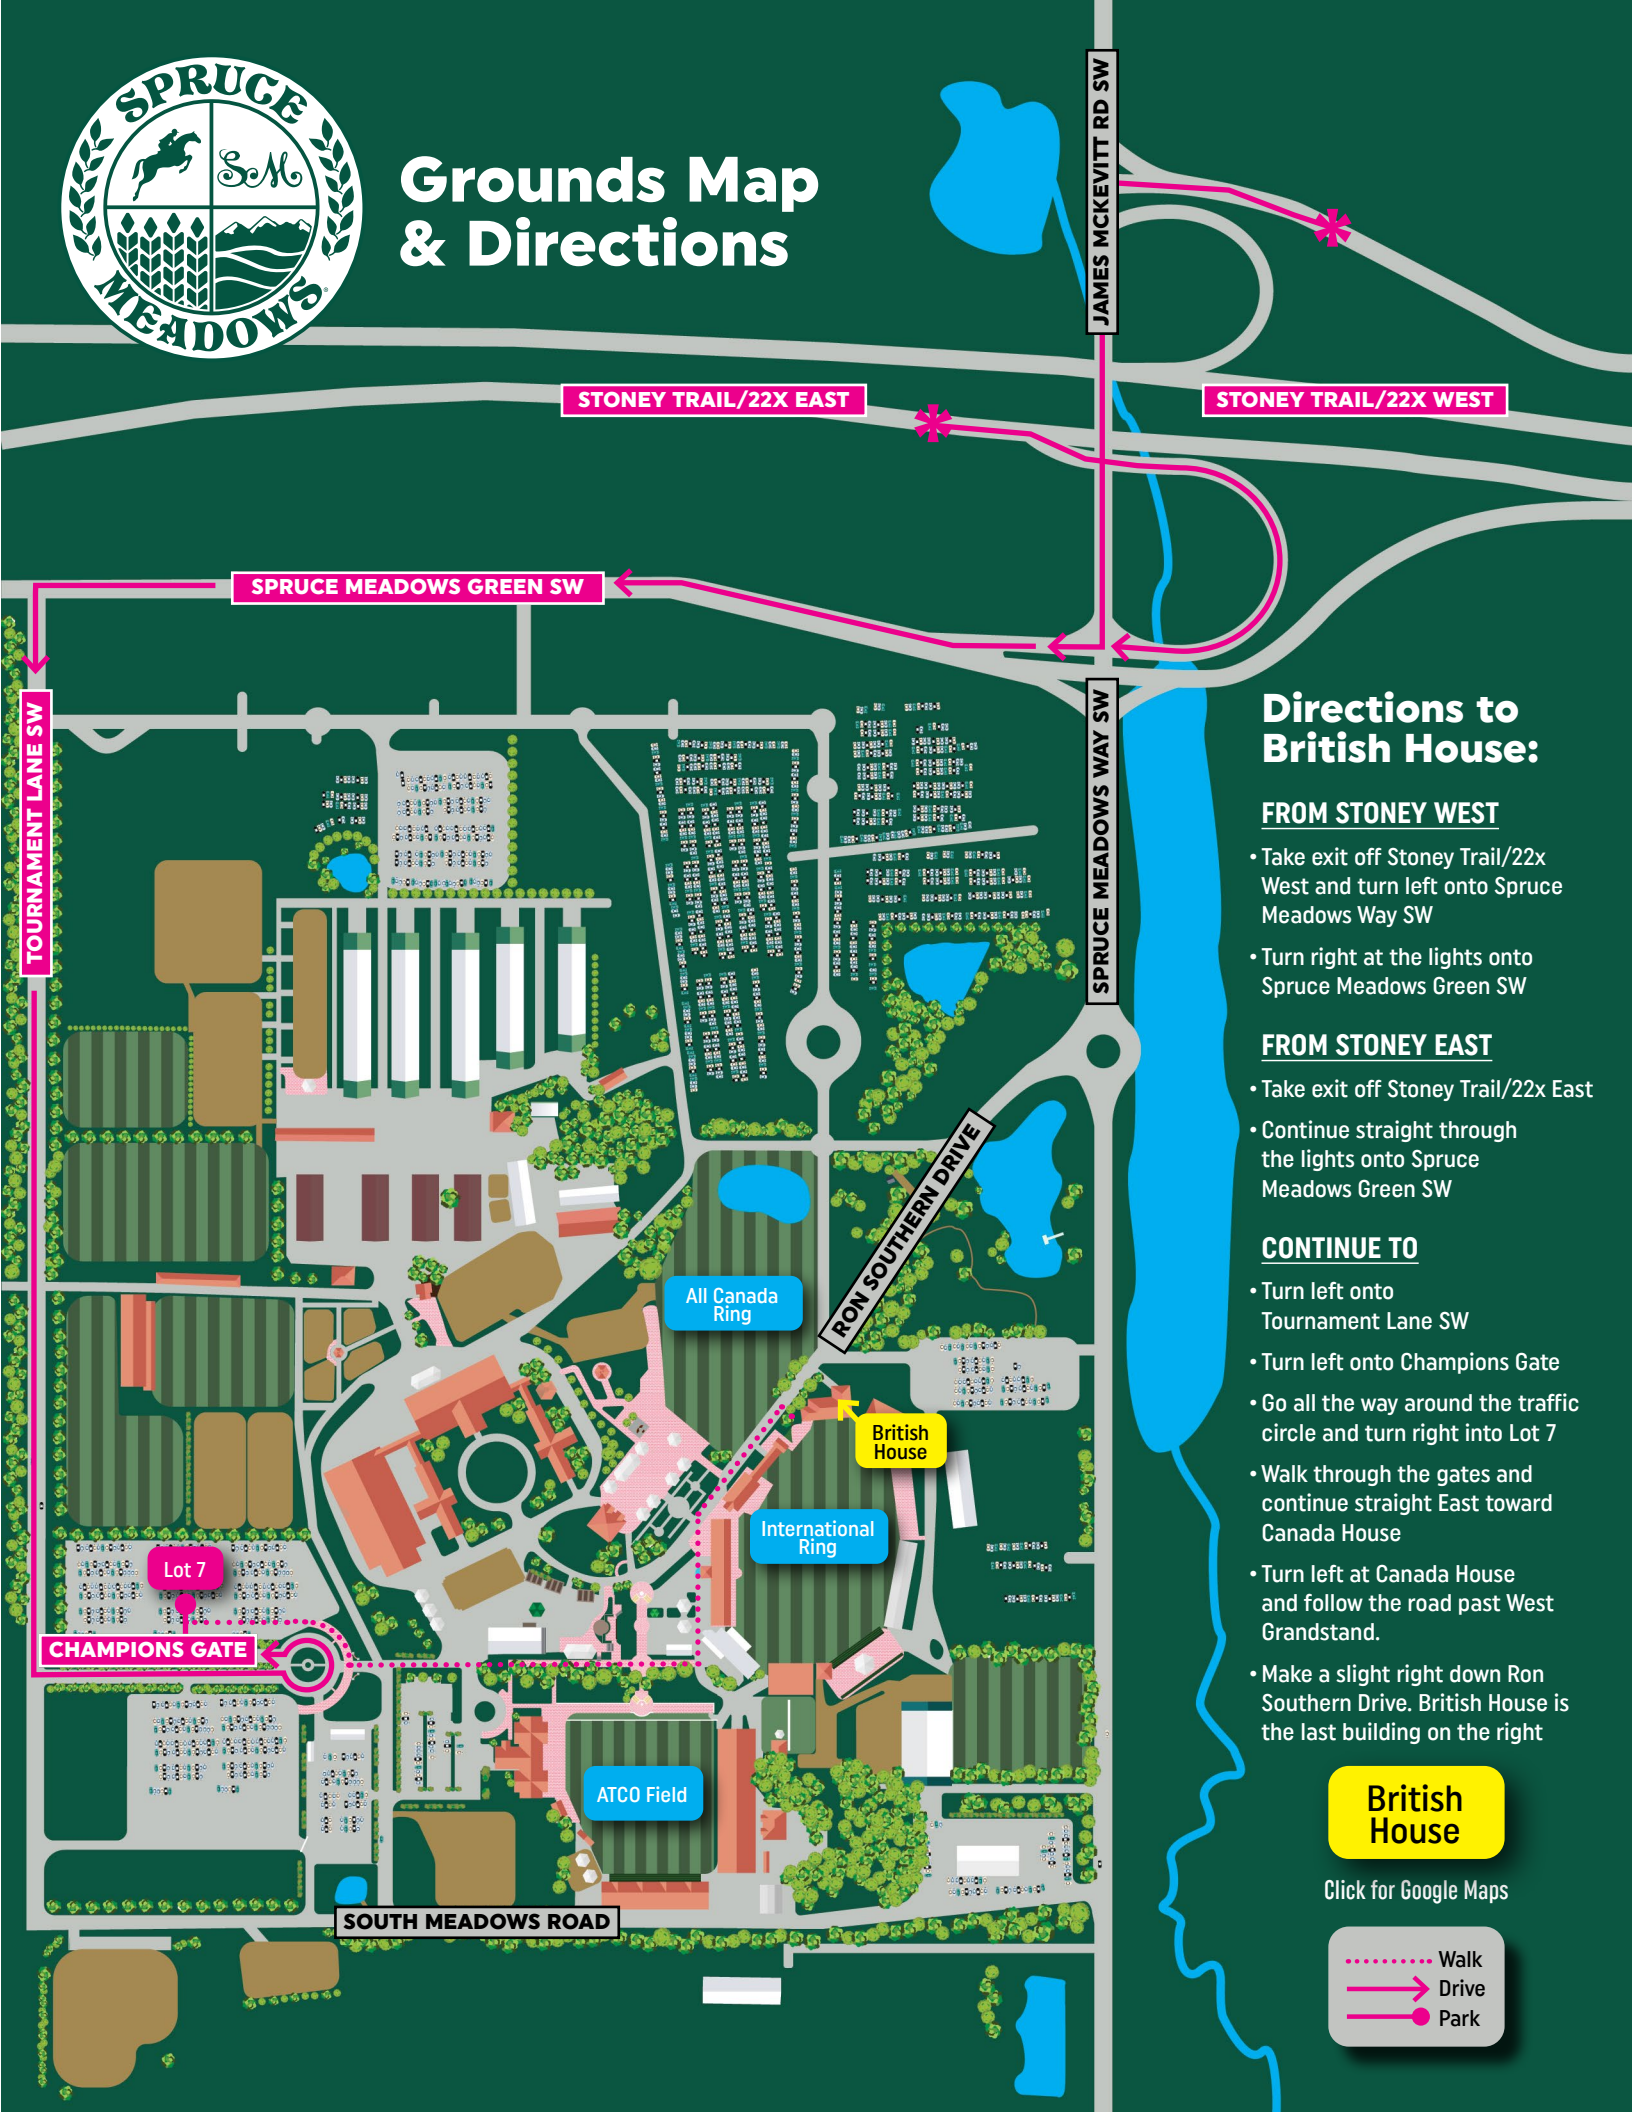 SPRUCE
SM
MEADOWS
®
Grounds Map
& Directions
JAMES MCKEVITT RD SW
STONEY TRAIL/22X EAST
STONEY TRAIL/22X WEST
SPRUCE MEADOWS GREEN SW
TOURNAMENT LANE SW
SPRUCE MEADOWS WAY SW
RON SOUTHERN DRIVE
All Canada
Ring
British
House
International
Ring
Lot 7
CHAMPIONS GATE
ATCO Field
SOUTH MEADOWS ROAD
Directions to
British House:
FROM STONEY WEST
• Take exit off Stoney Trail/22x
West and turn left onto Spruce
Meadows Way SW
• Turn right at the lights onto
Spruce Meadows Green SW
FROM STONEY EAST
• Take exit off Stoney Trail/22x East
• Continue straight through
the lights onto Spruce
Meadows Green SW
CONTINUE TO
• Turn left onto
Tournament Lane SW
• Turn left onto Champions Gate
• Go all the way around the traffic
circle and turn right into Lot 7
• Walk through the gates and
continue straight East toward
Canada House
• Turn left at Canada House
and follow the road past West
Grandstand.
• Make a slight right down Ron
Southern Drive. British House is
the last building on the right
British
House
Click for Google Maps
Walk
Drive
Park